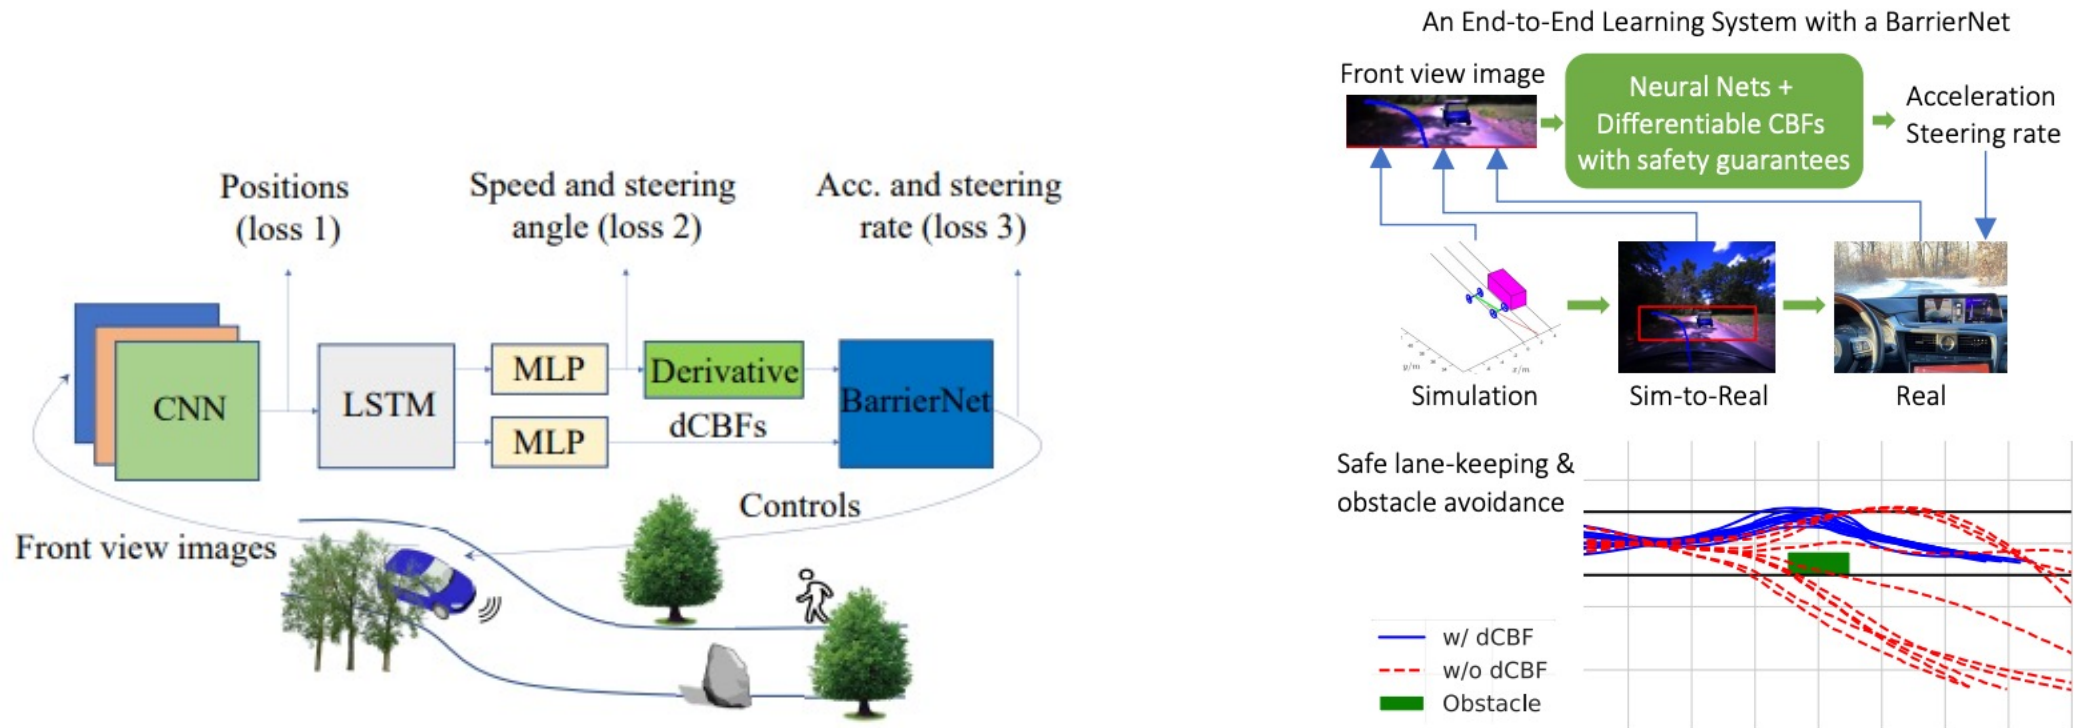 Positions
(loss 1)
Speed and steering
angle (loss 2)
Acc. and steering
rate (loss 3)
CNN
LSTM
MLP
MLP
Derivative
dCBFs
BarrierNet
Controls
Front view images
An End-to-End Learning System with a BarrierNet
Front view image
Neural Nets +
Differentiable CBFs
with safety guarantees
Acceleration
Steering rate
y/m
x/m
Simulation
Sim-to-Real
Real
Safe lane-keeping &
obstacle avoidance
w/ dCBF
w/o dCBF
Obstacle